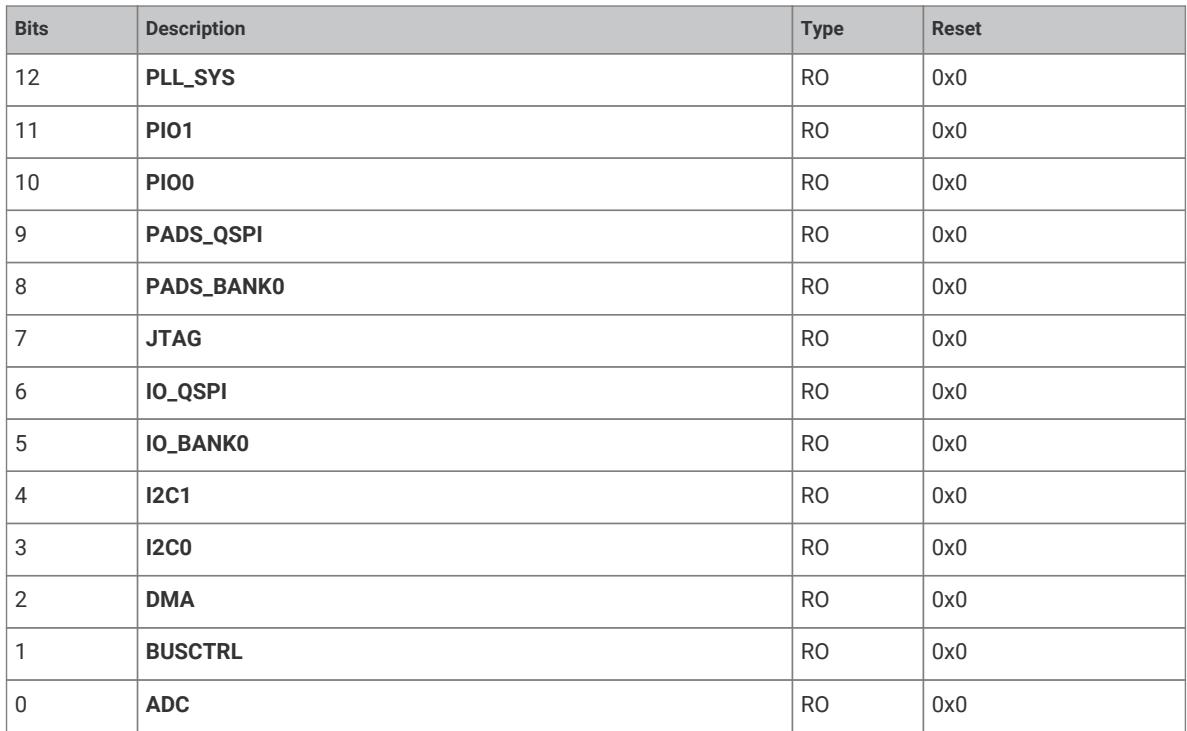 Bits Description Type Reset
12 PLL_SYS RO 0x0
11 PIO1 RO 0x0
10 PIO0 RO 0x0
9 PADS_QSPI RO 0x0
8 PADS_BANK0 RO 0x0
7 JTAG RO 0x0
6 IO_QSPI RO 0x0
5 IO_BANK0 RO 0x0
4 I2C1 RO 0x0
3 I2C0 RO 0x0
2 DMA RO 0x0
1 BUSCTRL RO 0x0
0 ADC RO 0x0